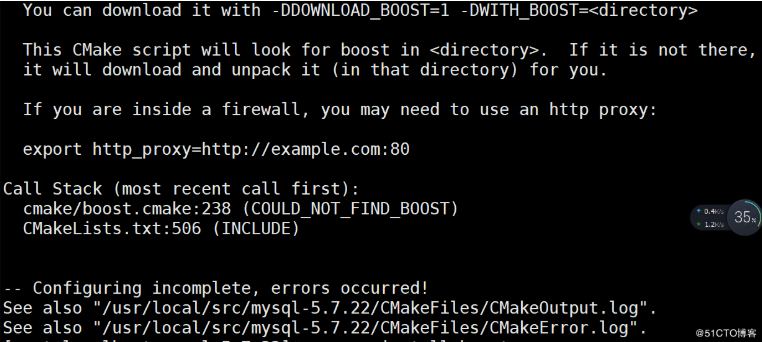 You can download it with -DDOWNLOAD_BOOST=1 -DWITH_BOOST=<directory>
This CMake script will look for boost in <directory>.  If it is not there,
it will download and unpack it (in that directory) for you.
If you are inside a firewall, you may need to use an http proxy:
export http_proxy=http://example.com:80
Call Stack (most recent call first):
cmake/boost.cmake:238 (COULD_NOT_FIND_BOOST)
CMakeLists.txt:506 (INCLUDE)
0.4K/s
35%
1.2K/s
-- Configuring incomplete, errors occurred!
See also "/usr/local/src/mysql-5.7.22/CMakeFiles/CMakeOutput.log".
See also "/usr/local/src/mysql-5.7.22/CMakeFiles/CMakeError.log".
@51CTO博客